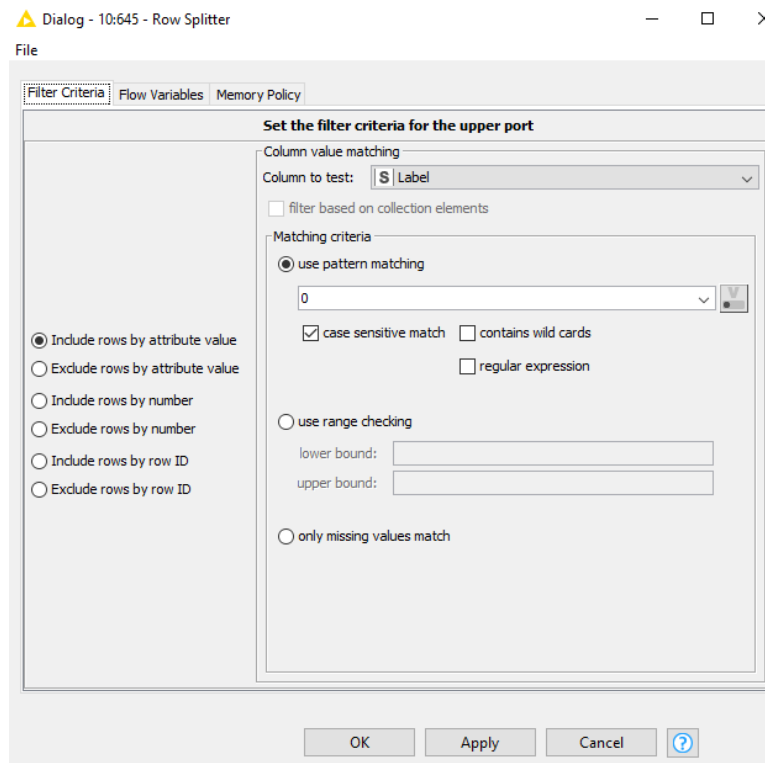 Dialog - 10:645 - Row Splitter
File
Filter Criteria Flow Variables Memory Policy
Set the filter criteria for the upper port
Column value matching
Column to test: S Label
filter based on collection elements
Matching criteria
use pattern matching
0
V
case sensitive match contains wild cards
regular expression
Include rows by attribute value
Exclude rows by attribute value
Include rows by number
Exclude rows by number
Include rows by row ID
Exclude rows by row ID
use range checking
lower bound:
upper bound:
only missing values match
OK Apply Cancel ?